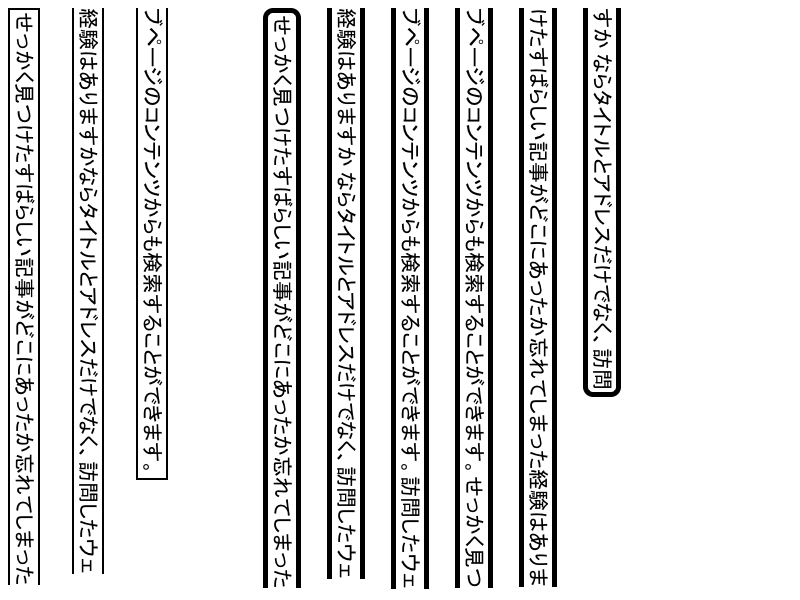 せっかく見つけたすばらしい記事がどこにあったか忘れてしまった
経験はありますかならタイトルとアドレスだけでなく、訪問したウェ
ブページのコンテンツからも検索することができます。
せっかく見つけたすばらしい記事がどこにあったか忘れてしまった
経験はありますか ならタイトルとアドレスだけでなく、訪問したウェ
ブページのコンテンツからも検索することができます。訪問したウェ
ブページのコンテンツからも検索することができます。せっかく見つ
けたすばらしい記事がどこにあったか忘れてしまった経験はありま
すか ならタイトルとアドレスだけでなく、訪問